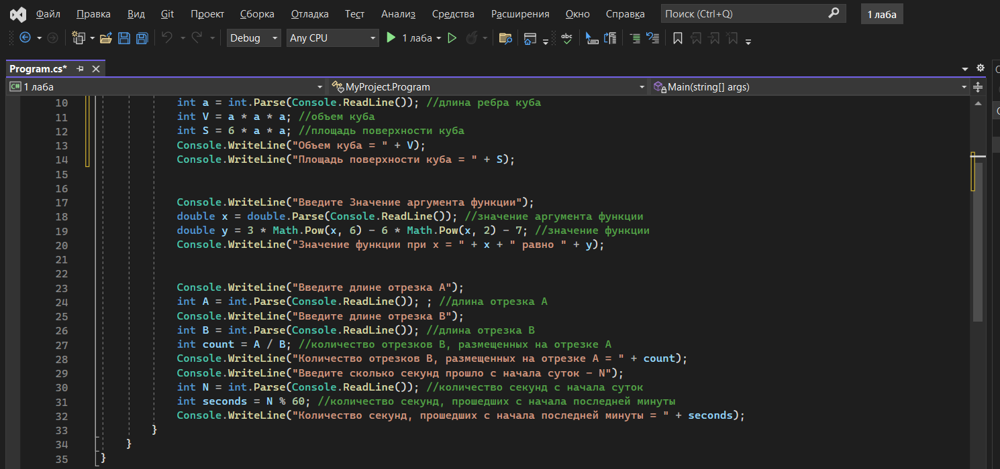 Файл Правка Вид Git Проект Сборка Отладка Тест Анализ Средства Расширения Окно Справка Поиск (Ctrl+Q) 1 лаба
Debug Any CPU 1 лаба abc
Program.cs*
C# 1 лаба MyProject.Program Main(string[] args)
10 int a = int.Parse(Console.ReadLine()); //длина ребра куба
11 int V = a * a * a; //объем куба
12 int S = 6 * a * a; //площадь поверхности куба
13 Console.WriteLine("Объем куба = " + V);
14 Console.WriteLine("Площадь поверхности куба = " + S);
15
16
17 Console.WriteLine("Введите Значение аргумента функции");
18 double x = double.Parse(Console.ReadLine()); //значение аргумента функции
19 double y = 3 * Math.Pow(x, 6) - 6 * Math.Pow(x, 2) - 7; //значение функции
20 Console.WriteLine("Значение функции при x = " + x + " равно " + y);
21
22
23 Console.WriteLine("Введите длине отрезка A");
24 int A = int.Parse(Console.ReadLine()); ; //длина отрезка A
25 Console.WriteLine("Введите длине отрезка B");
26 int B = int.Parse(Console.ReadLine()); //длина отрезка B
27 int count = A / B; //количество отрезков B, размещенных на отрезке A
28 Console.WriteLine("Количество отрезков B, размещенных на отрезке A = " + count);
29 Console.WriteLine("Введите сколько секунд прошло с начала суток - N");
30 int N = int.Parse(Console.ReadLine()); //количество секунд с начала суток
31 int seconds = N % 60; //количество секунд, прошедших с начала последней минуты
32 Console.WriteLine("Количество секунд, прошедших с начала последней минуты = " + seconds);
33 }
34 }
35 }